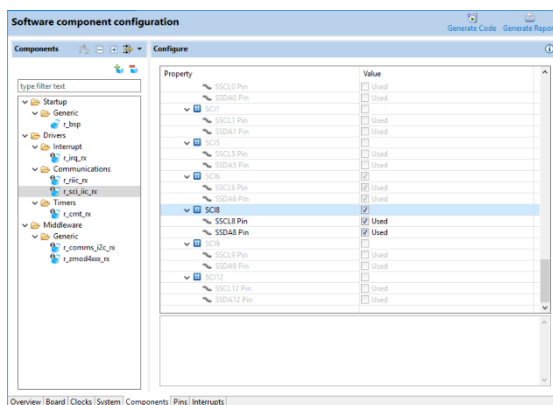 Software component configuration
Generate Code Generate Report
Components
Configure
Property Value
type filter text
Startup
Generic
r_bsp
Drivers
Interrupt
r_irq_rx
Communications
r_riic_rx
r_sci_iic_rx
Timers
r_cmt_rx
Middleware
Generic
r_comms_i2c_rx
r_zmod4xxx_rx
SSCL0 Pin Used
SSDA0 Pin Used
SCI1
SSCL1 Pin Used
SSDA1 Pin Used
SCI5
SSCL5 Pin Used
SSDA5 Pin Used
SCI6
SSCL6 Pin Used
SSDA6 Pin Used
SCI8
SSCL8 Pin Used
SSDA8 Pin Used
SCI9
SSCL9 Pin Used
SSDA9 Pin Used
SCI12
SSCL12 Pin Used
SSDA12 Pin Used
Overview Board Clocks System Components Pins Interrupts